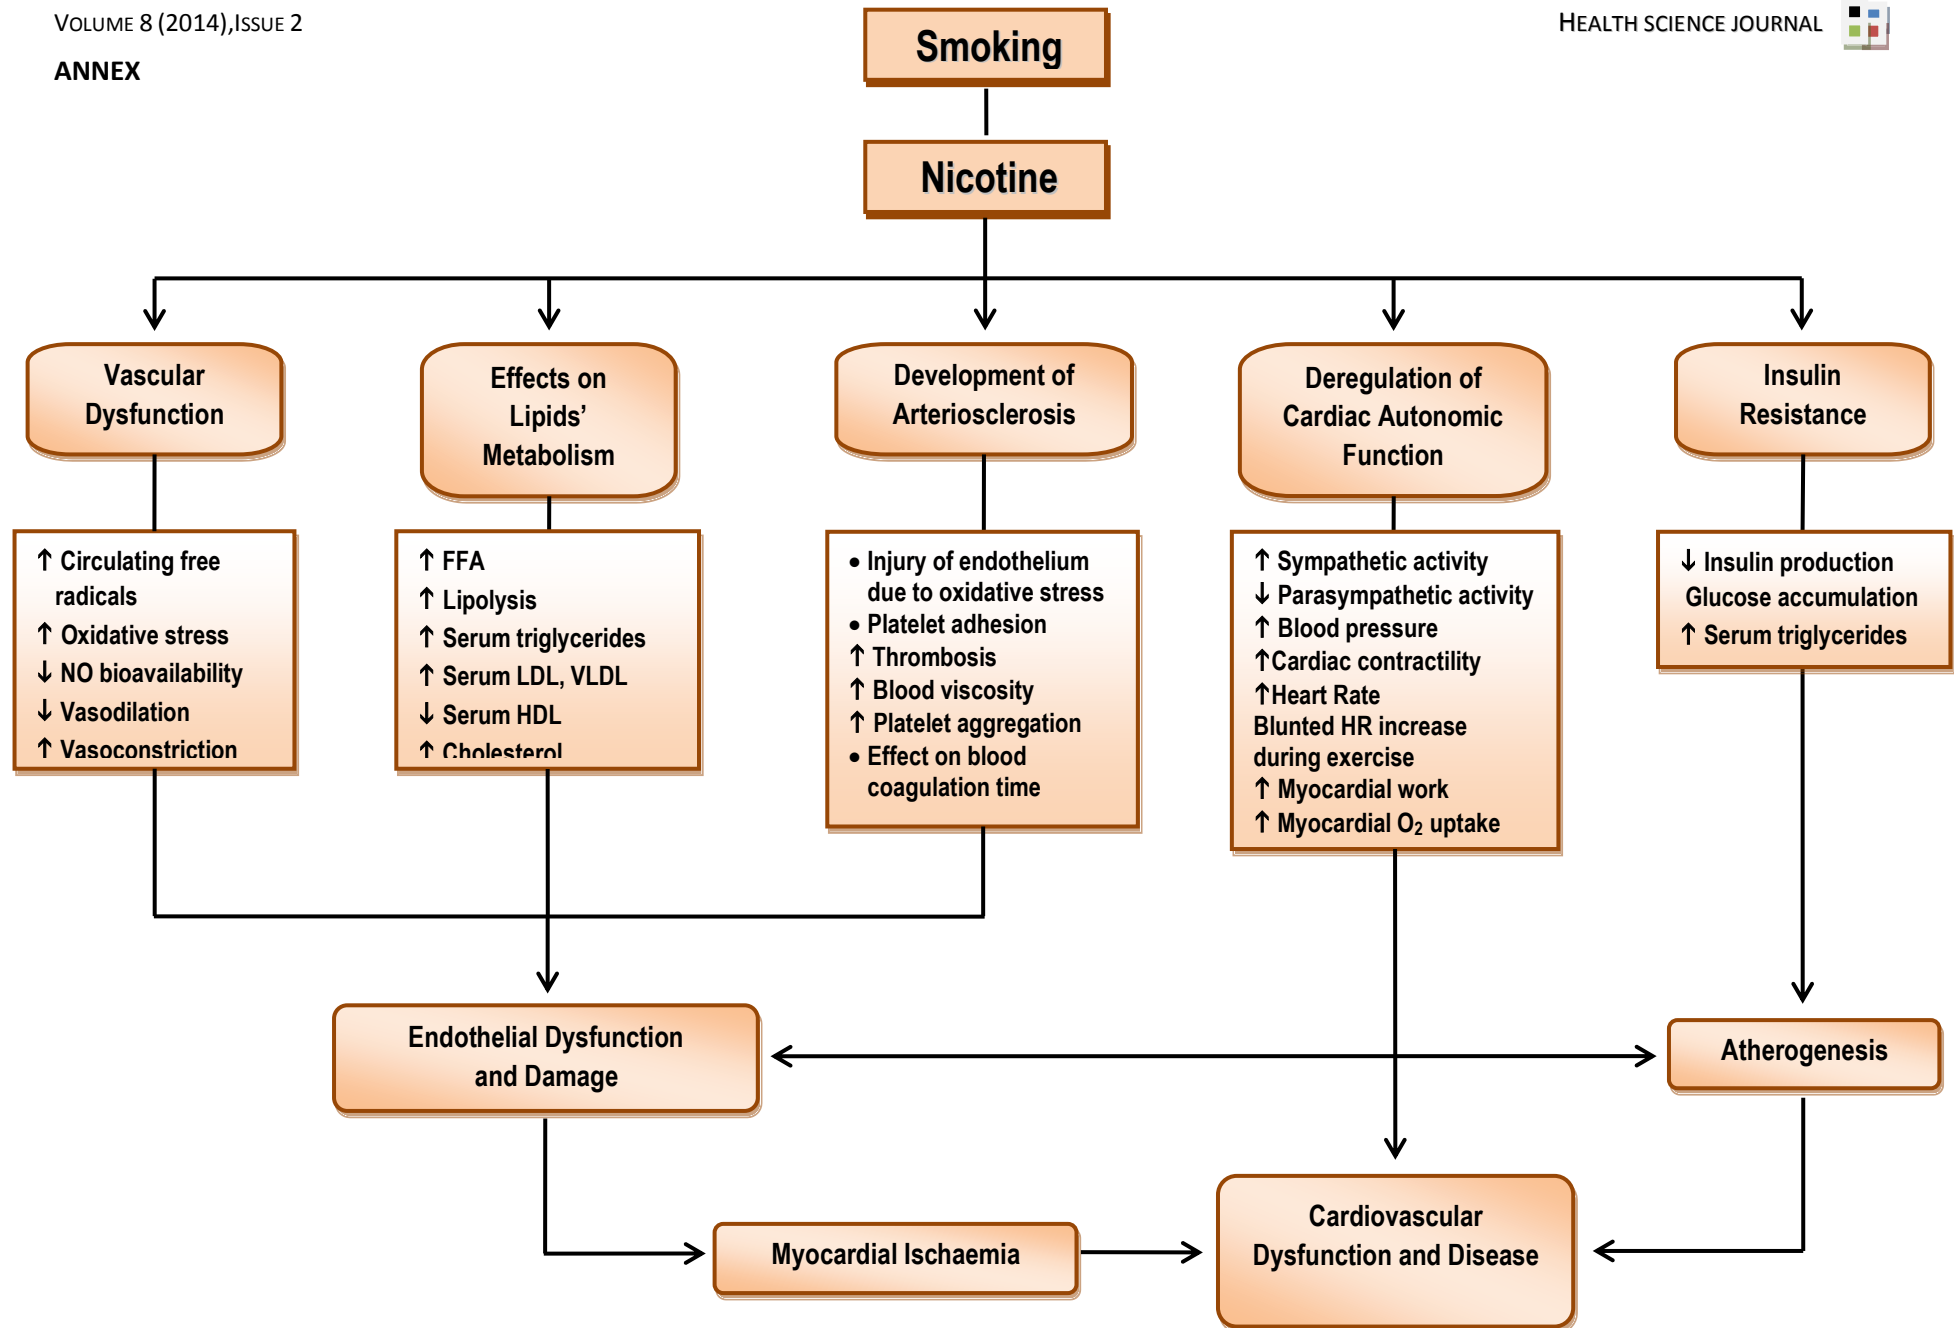 VOLUME 8 (2014),ISSUE 2
HEALTH SCIENCE JOURNAL
ANNEX
Smoking
Nicotine
Vascular
Dysfunction
Effects on
Lipids’
Metabolism
Development of
Arteriosclerosis
Deregulation of
Cardiac Autonomic
Function
Insulin
Resistance
↑ Circulating free
radicals
↑ Oxidative stress
↓ NO bioavailability
↓ Vasodilation
↑ Vasoconstriction
↑ FFA
↑ Lipolysis
↑ Serum triglycerides
↑ Serum LDL, VLDL
↓ Serum HDL
↑ Cholesterol
• Injury of endothelium
due to oxidative stress
• Platelet adhesion
↑ Thrombosis
↑ Blood viscosity
↑ Platelet aggregation
• Effect on blood
coagulation time
↑ Sympathetic activity
↓ Parasympathetic activity
↑ Blood pressure
↑Cardiac contractility
↑Heart Rate
Blunted HR increase
during exercise
↑ Myocardial work
↑ Myocardial O₂ uptake
↓ Insulin production
Glucose accumulation
↑ Serum triglycerides
Endothelial Dysfunction
and Damage
Atherogenesis
Myocardial Ischaemia
Cardiovascular
Dysfunction and Disease